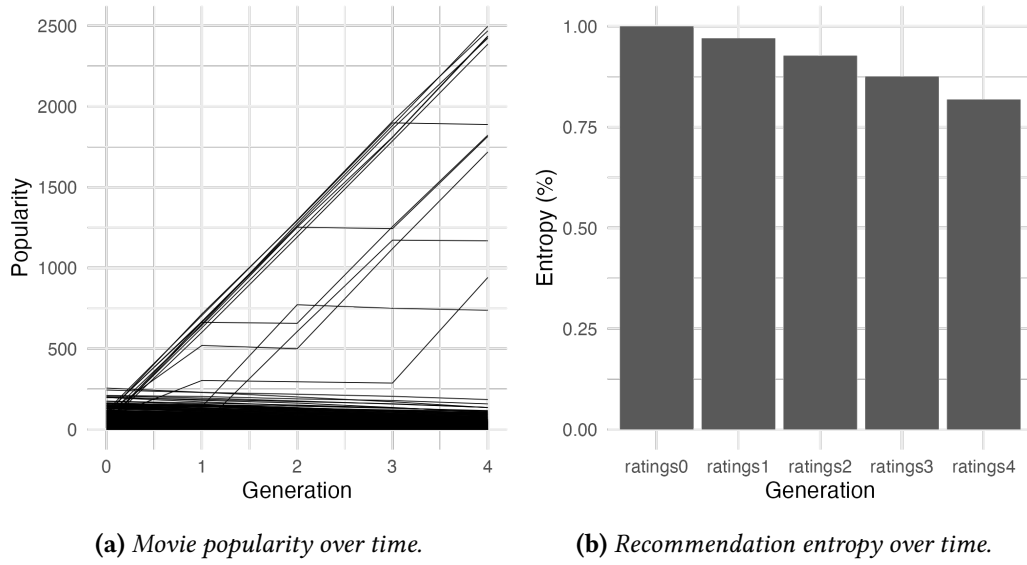 2500
2000
1500
1000
500
0
Popularity
0 1 2 3 4
Generation
(a) Movie popularity over time.
1.00
0.75
0.50
0.25
0.00
Entropy (%)
ratings0 ratings1 ratings2 ratings3 ratings4
Generation
(b) Recommendation entropy over time.